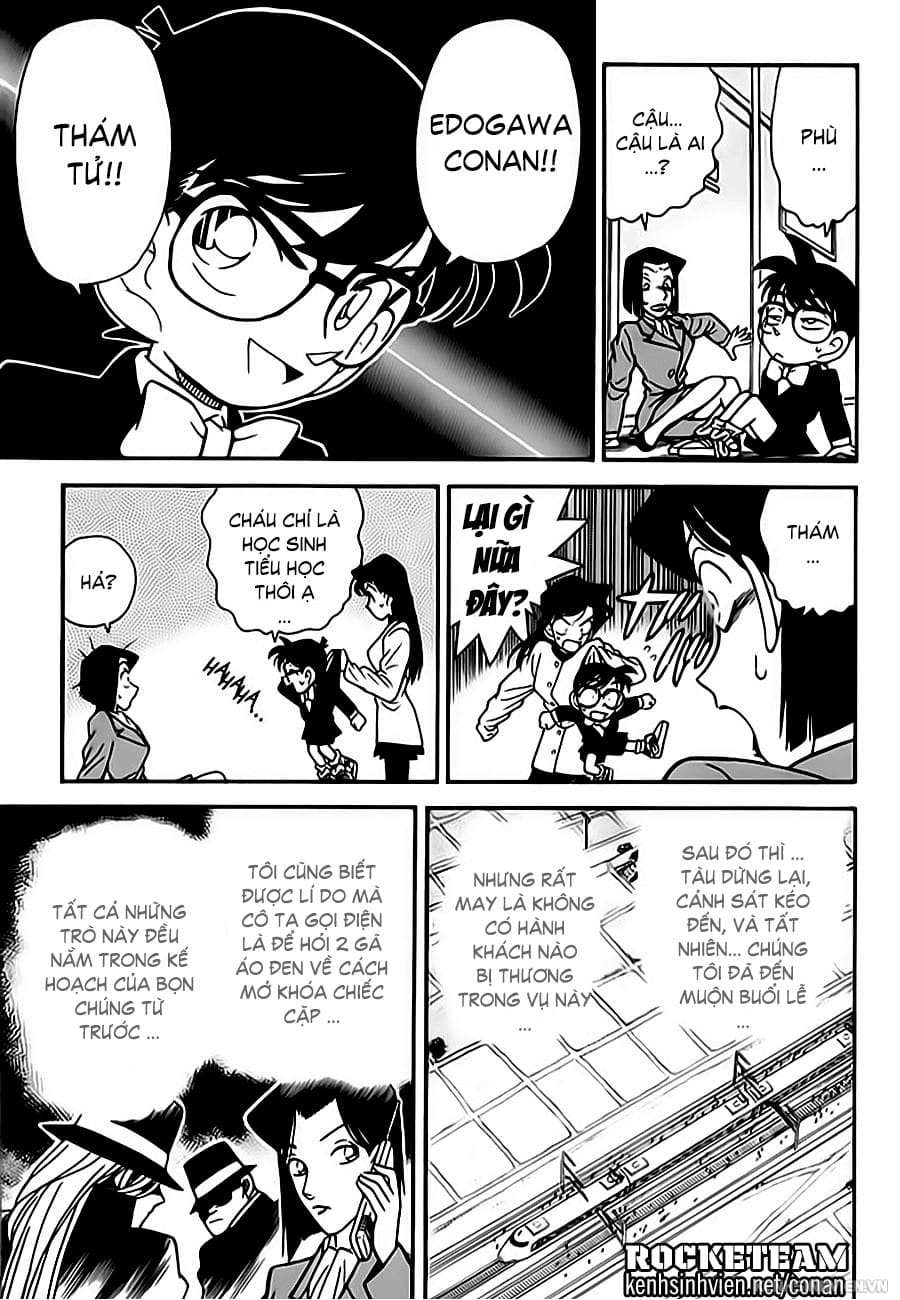 PHÙ
...
CẬU...
CẬU LÀ AI
...?
EDOGAWA
CONAN!!
THÁM
TỬ!!
THÁM
...
LẠI GÌ
NỮA
ĐÂY?
CHÁU CHỈ LÀ
HỌC SINH
TIỂU HỌC
THÔI Ạ
...
HAHA..
HẢ?
SAU ĐÓ THÌ ...
TÀU DỪNG LẠI,
CẢNH SÁT KÉO
ĐẾN, VÀ TẤT
NHIÊN... CHÚNG
TÔI ĐÃ ĐẾN
MUỘN BUỔI LỄ
...
NHƯNG RẤT
MAY LÀ KHÔNG
CÓ HÀNH
KHÁCH NÀO
BỊ THƯƠNG
TRONG VỤ NÀY
...
TÔI CŨNG BIẾT
ĐƯỢC LÍ DO MÀ
CÔ TA GỌI ĐIỆN
LÀ ĐỂ HỎI 2 GÃ
ÁO ĐEN VỀ CÁCH
MỞ KHÓA CHIẾC
CẶP ...
TẤT CẢ NHỮNG
TRÒ NÀY ĐỀU
NẰM TRONG KẾ
HOẠCH CỦA BỌN
CHÚNG TỪ
TRƯỚC ...
ROCKETEAM
kenhsinhvien.net/conan